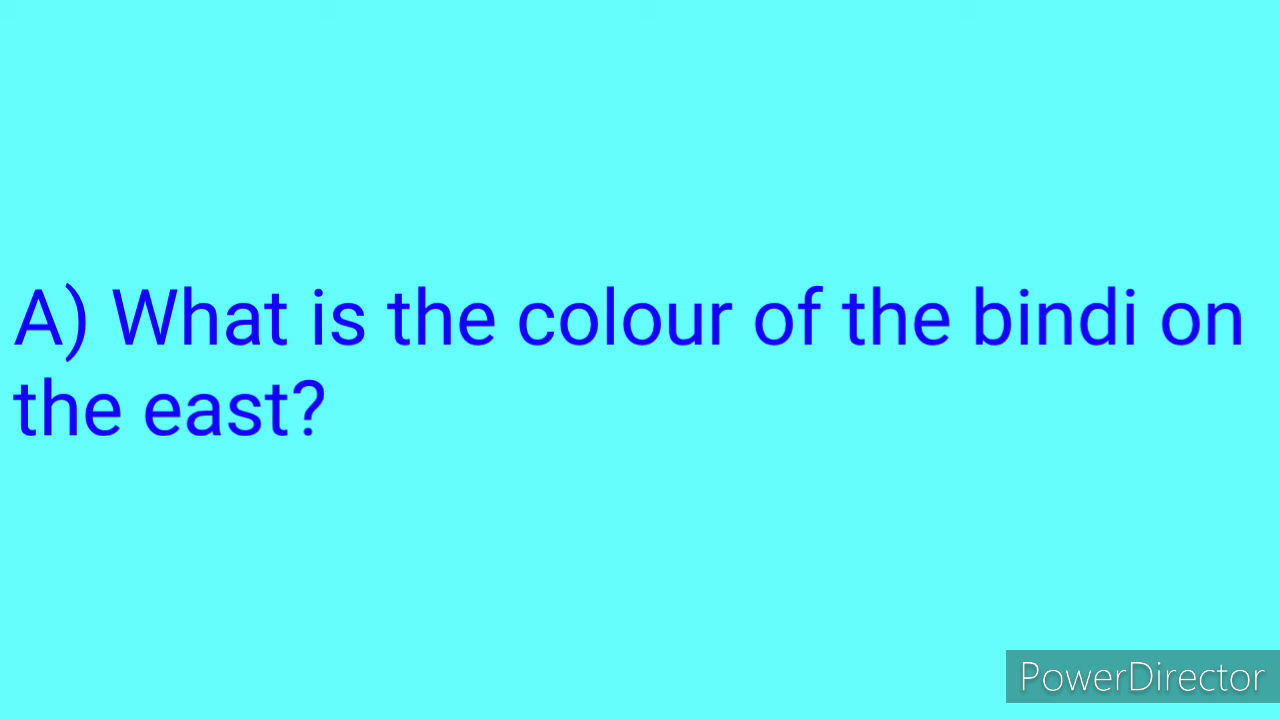 A) What is the colour of the bindi on
the east?
PowerDirector